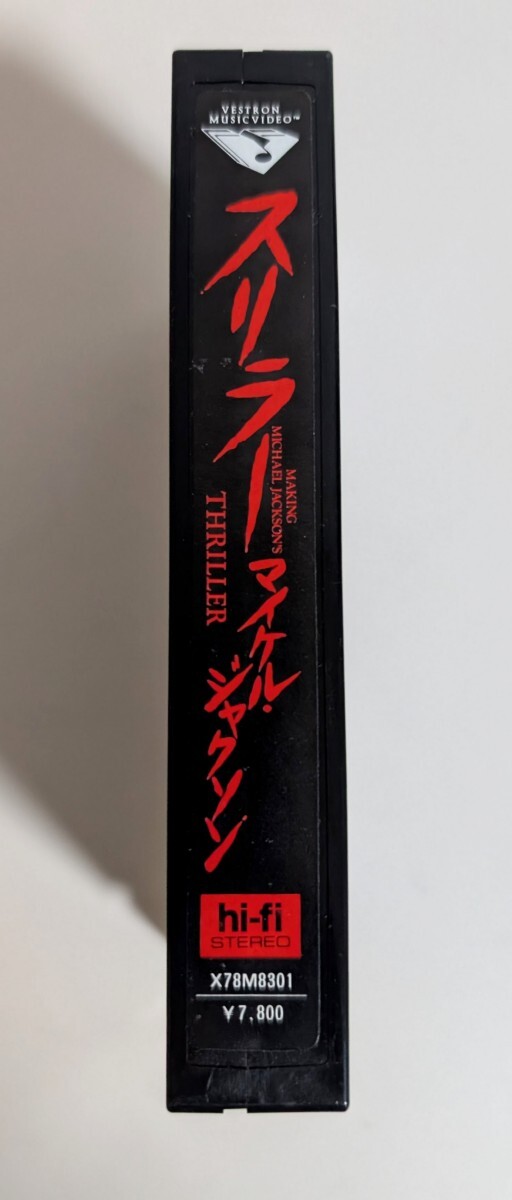 VESTRON
MUSICVIDEO™
スリラー
MAKING
MICHAEL JACKSON'S
THRILLER
マイケル・
ジャクソン
hi-fi
STEREO
X78M8301
¥7,800